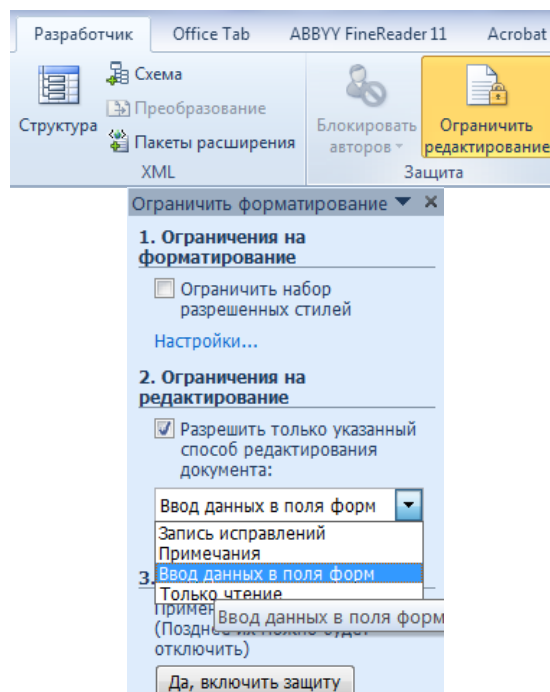 Разработчик Office Tab ABBYY FineReader 11 Acrobat
Структура
Схема
Преобразование
Пакеты расширения
XML
Блокировать
авторов
Ограничить
редактирование
Защита
Ограничить форматирование
1. Ограничения на
форматирование
Ограничить набор
разрешенных стилей
Настройки...
2. Ограничения на
редактирование
Разрешить только указанный
способ редактирования
документа:
Ввод данных в поля форм
Запись исправлений
Примечания
Ввод данных в поля форм
3.
Только чтение
Ввод данных в поля форм
отключить)
Да, включить защиту